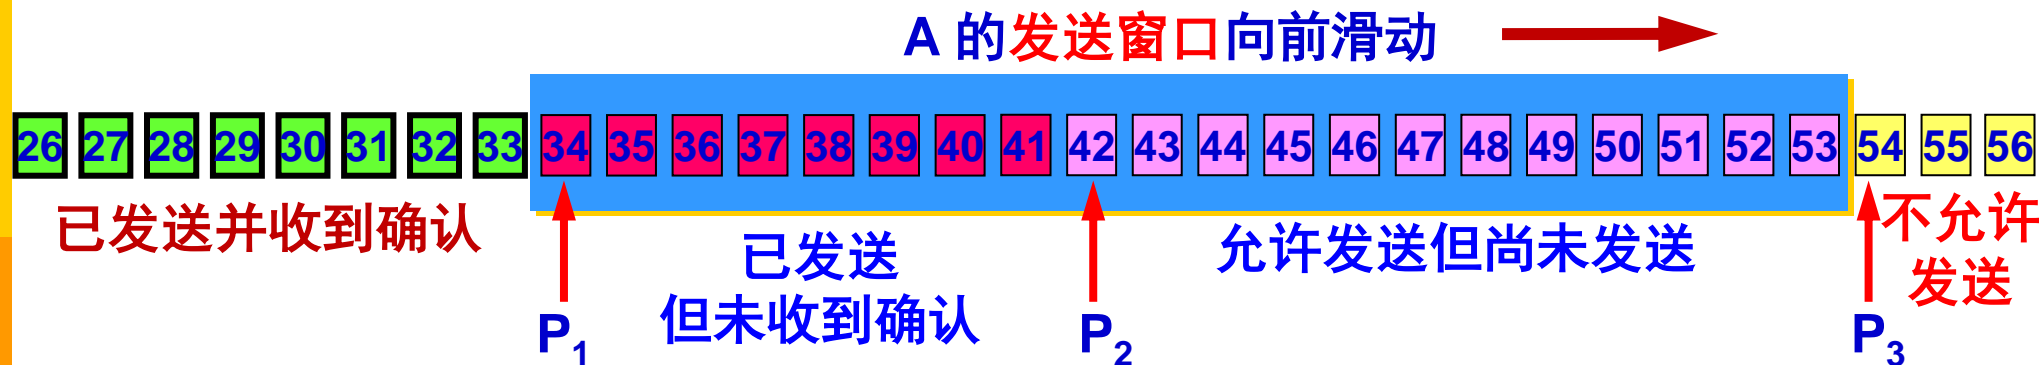 A 的发送窗口向前滑动
26 27 28 29 30 31 32 33 34 35 36 37 38 39 40 41 42 43 44 45 46 47 48 49 50 51 52 53 54 55 56
已发送并收到确认
已发送
但未收到确认
允许发送但尚未发送
不允许
发送
P1
P2
P3